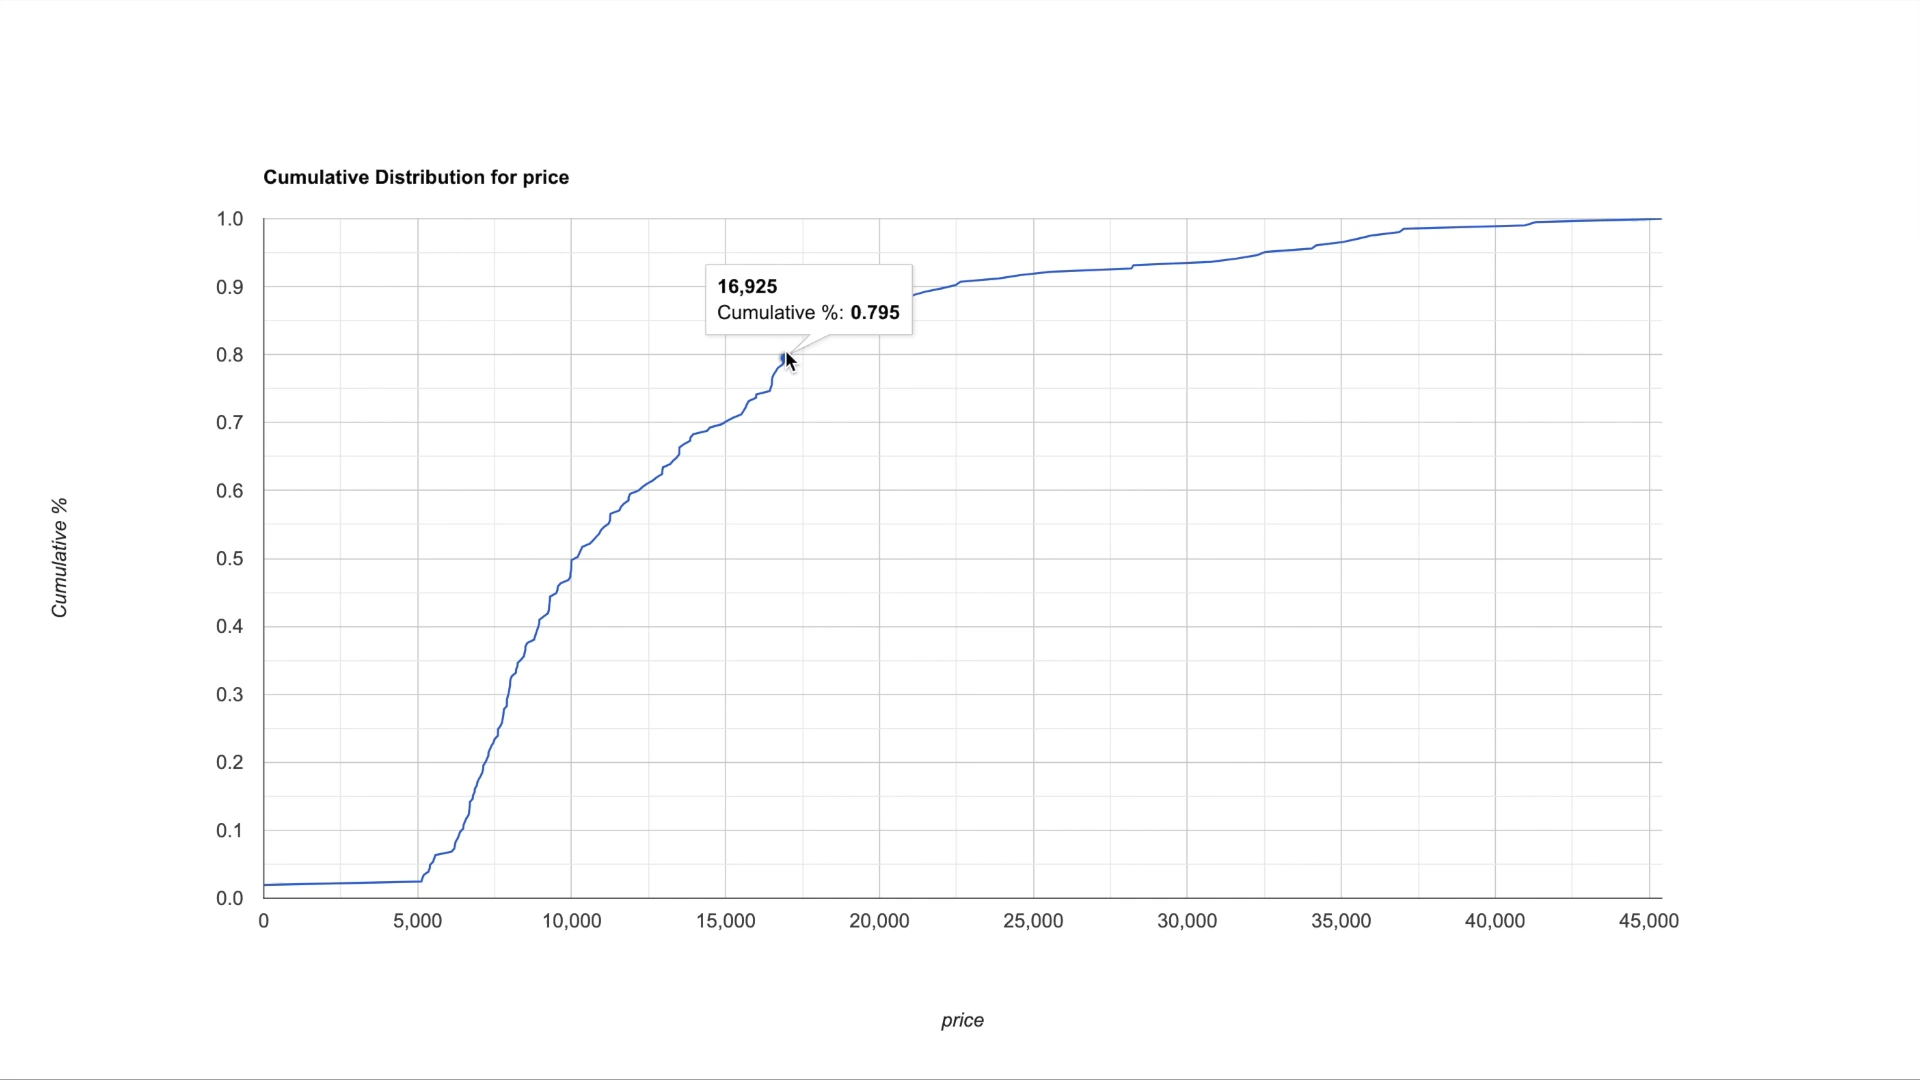 Cumulative Distribution for price
1.0
0.9
0.8
0.7
0.6
0.5
0.4
0.3
0.2
0.1
0.0
16,925
Cumulative %: 0.795
Cumulative %
0 5,000 10,000 15,000 20,000 25,000 30,000 35,000 40,000 45,000
price